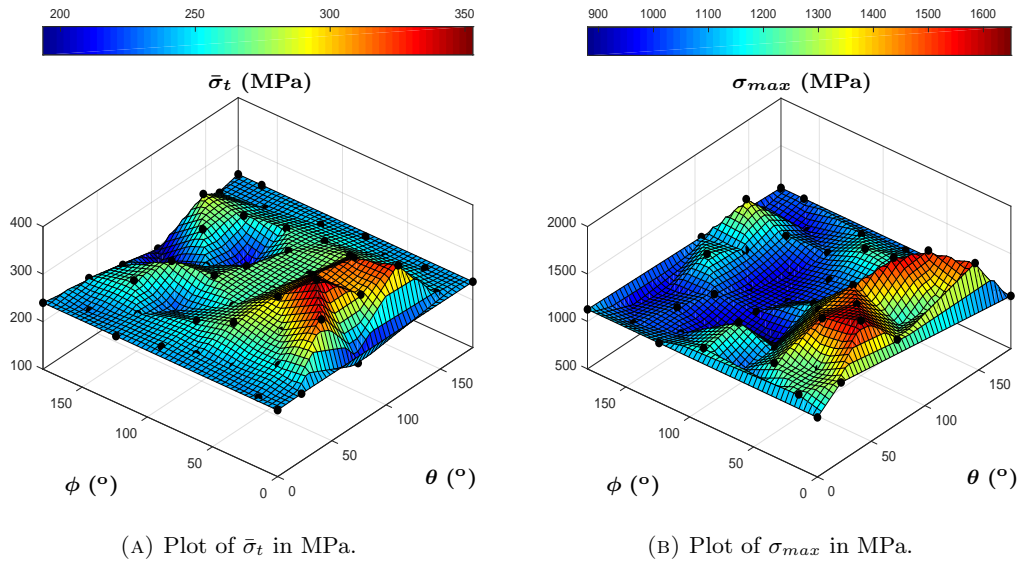 200 250 300 350
σ̄t (MPa)
400
300
200
100
150
100
50
0
0
50
100
150
ϕ (º)
θ (º)
(A) Plot of σ̄t in MPa.
900 1000 1100 1200 1300 1400 1500 1600
σmax (MPa)
2000
1500
1000
500
150
100
50
0
0
50
100
150
ϕ (º)
θ (º)
(B) Plot of σmax in MPa.